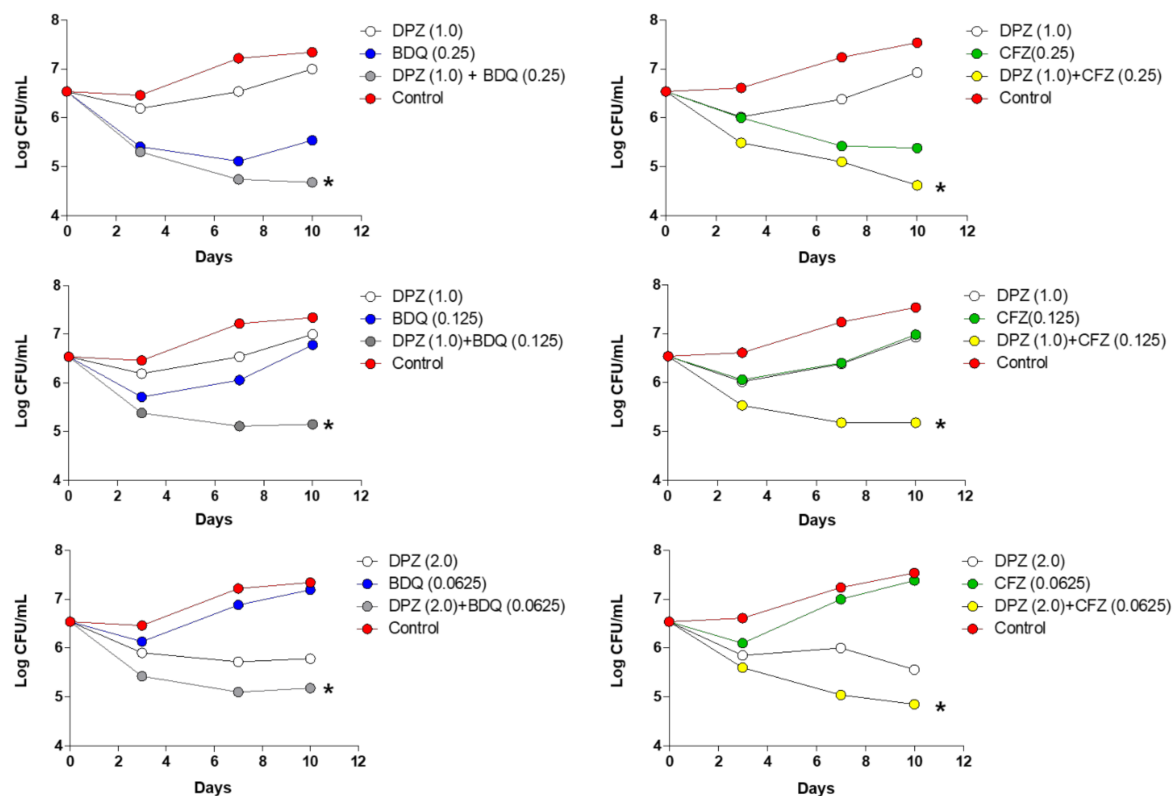 8
7
6
5
4
Log CFU/mL
0 2 4 6 8 10 12
Days
DPZ (1.0)
BDQ (0.25)
DPZ (1.0) + BDQ (0.25)
Control
*
8
7
6
5
4
Log CFU/mL
0 2 4 6 8 10 12
Days
DPZ (1.0)
CFZ(0.25)
DPZ (1.0)+CFZ (0.25)
Control
*
8
7
6
5
4
Log CFU/mL
0 2 4 6 8 10 12
Days
DPZ (1.0)
BDQ (0.125)
DPZ (1.0)+BDQ (0.125)
Control
*
8
7
6
5
4
Log CFU/mL
0 2 4 6 8 10 12
Days
DPZ (1.0)
CFZ(0.125)
DPZ (1.0)+CFZ (0.125)
Control
*
8
7
6
5
4
Log CFU/mL
0 2 4 6 8 10 12
Days
DPZ (2.0)
BDQ (0.0625)
DPZ (2.0)+BDQ (0.0625)
Control
*
8
7
6
5
4
Log CFU/mL
0 2 4 6 8 10 12
Days
DPZ (2.0)
CFZ (0.0625)
DPZ (2.0)+CFZ (0.0625)
Control
*